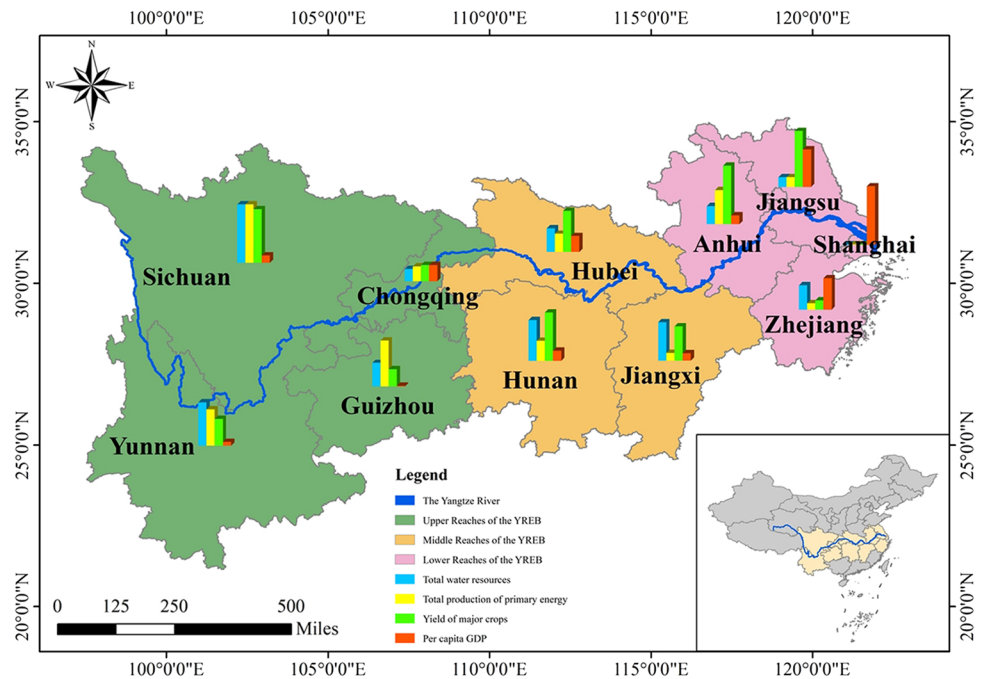 100°0'0"E 105°0'0"E 110°0'0"E 115°0'0"E 120°0'0"E
N
W E
S
35°0'0"N 35°0'0"N
Jiangsu
Anhui Shanghai
Sichuan Hubei
Chongqing
30°0'0"N 30°0'0"N
Zhejiang
Hunan Jiangxi
Guizhou
Yunnan
25°0'0"N 25°0'0"N
Legend
The Yangtze River
Upper Reaches of the YREB
Middle Reaches of the YREB
Lower Reaches of the YREB
Total water resources
Total production of primary energy
Yield of major crops
Per capita GDP
0 125 250 500
Miles
20°0'0"N 20°0'0"N
100°0'0"E 105°0'0"E 110°0'0"E 115°0'0"E 120°0'0"E